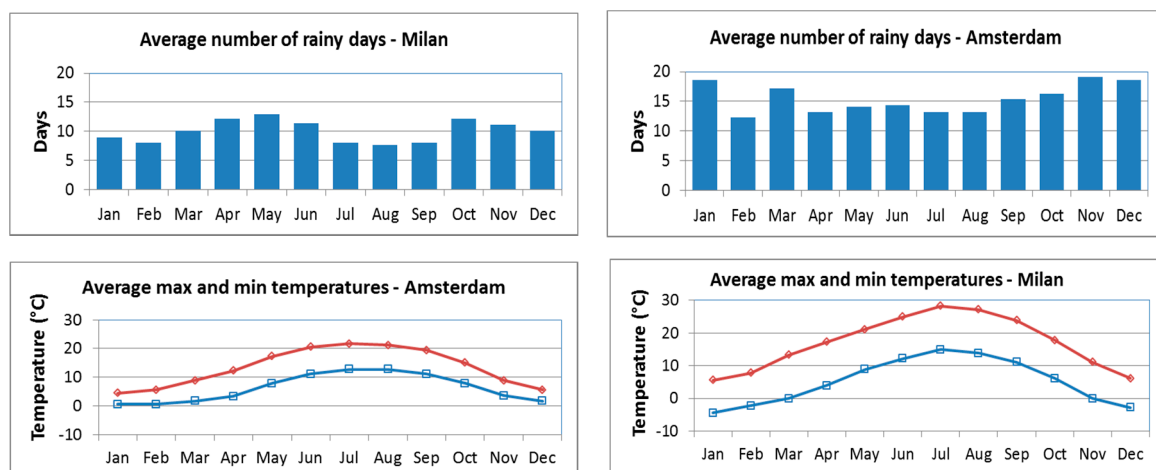 Average number of rainy days - Milan
Days
20
15
10
5
0
Jan Feb Mar Apr May Jun Jul Aug Sep Oct Nov Dec
Average number of rainy days - Amsterdam
Days
20
15
10
5
0
Jan Feb Mar Apr May Jun Jul Aug Sep Oct Nov Dec
Average max and min temperatures - Amsterdam
Temperature (°C)
30
20
10
0
-10
Jan Feb Mar Apr May Jun Jul Aug Sep Oct Nov Dec
Average max and min temperatures - Milan
Temperature (°C)
30
20
10
0
-10
Jan Feb Mar Apr May Jun Jul Aug Sep Oct Nov Dec